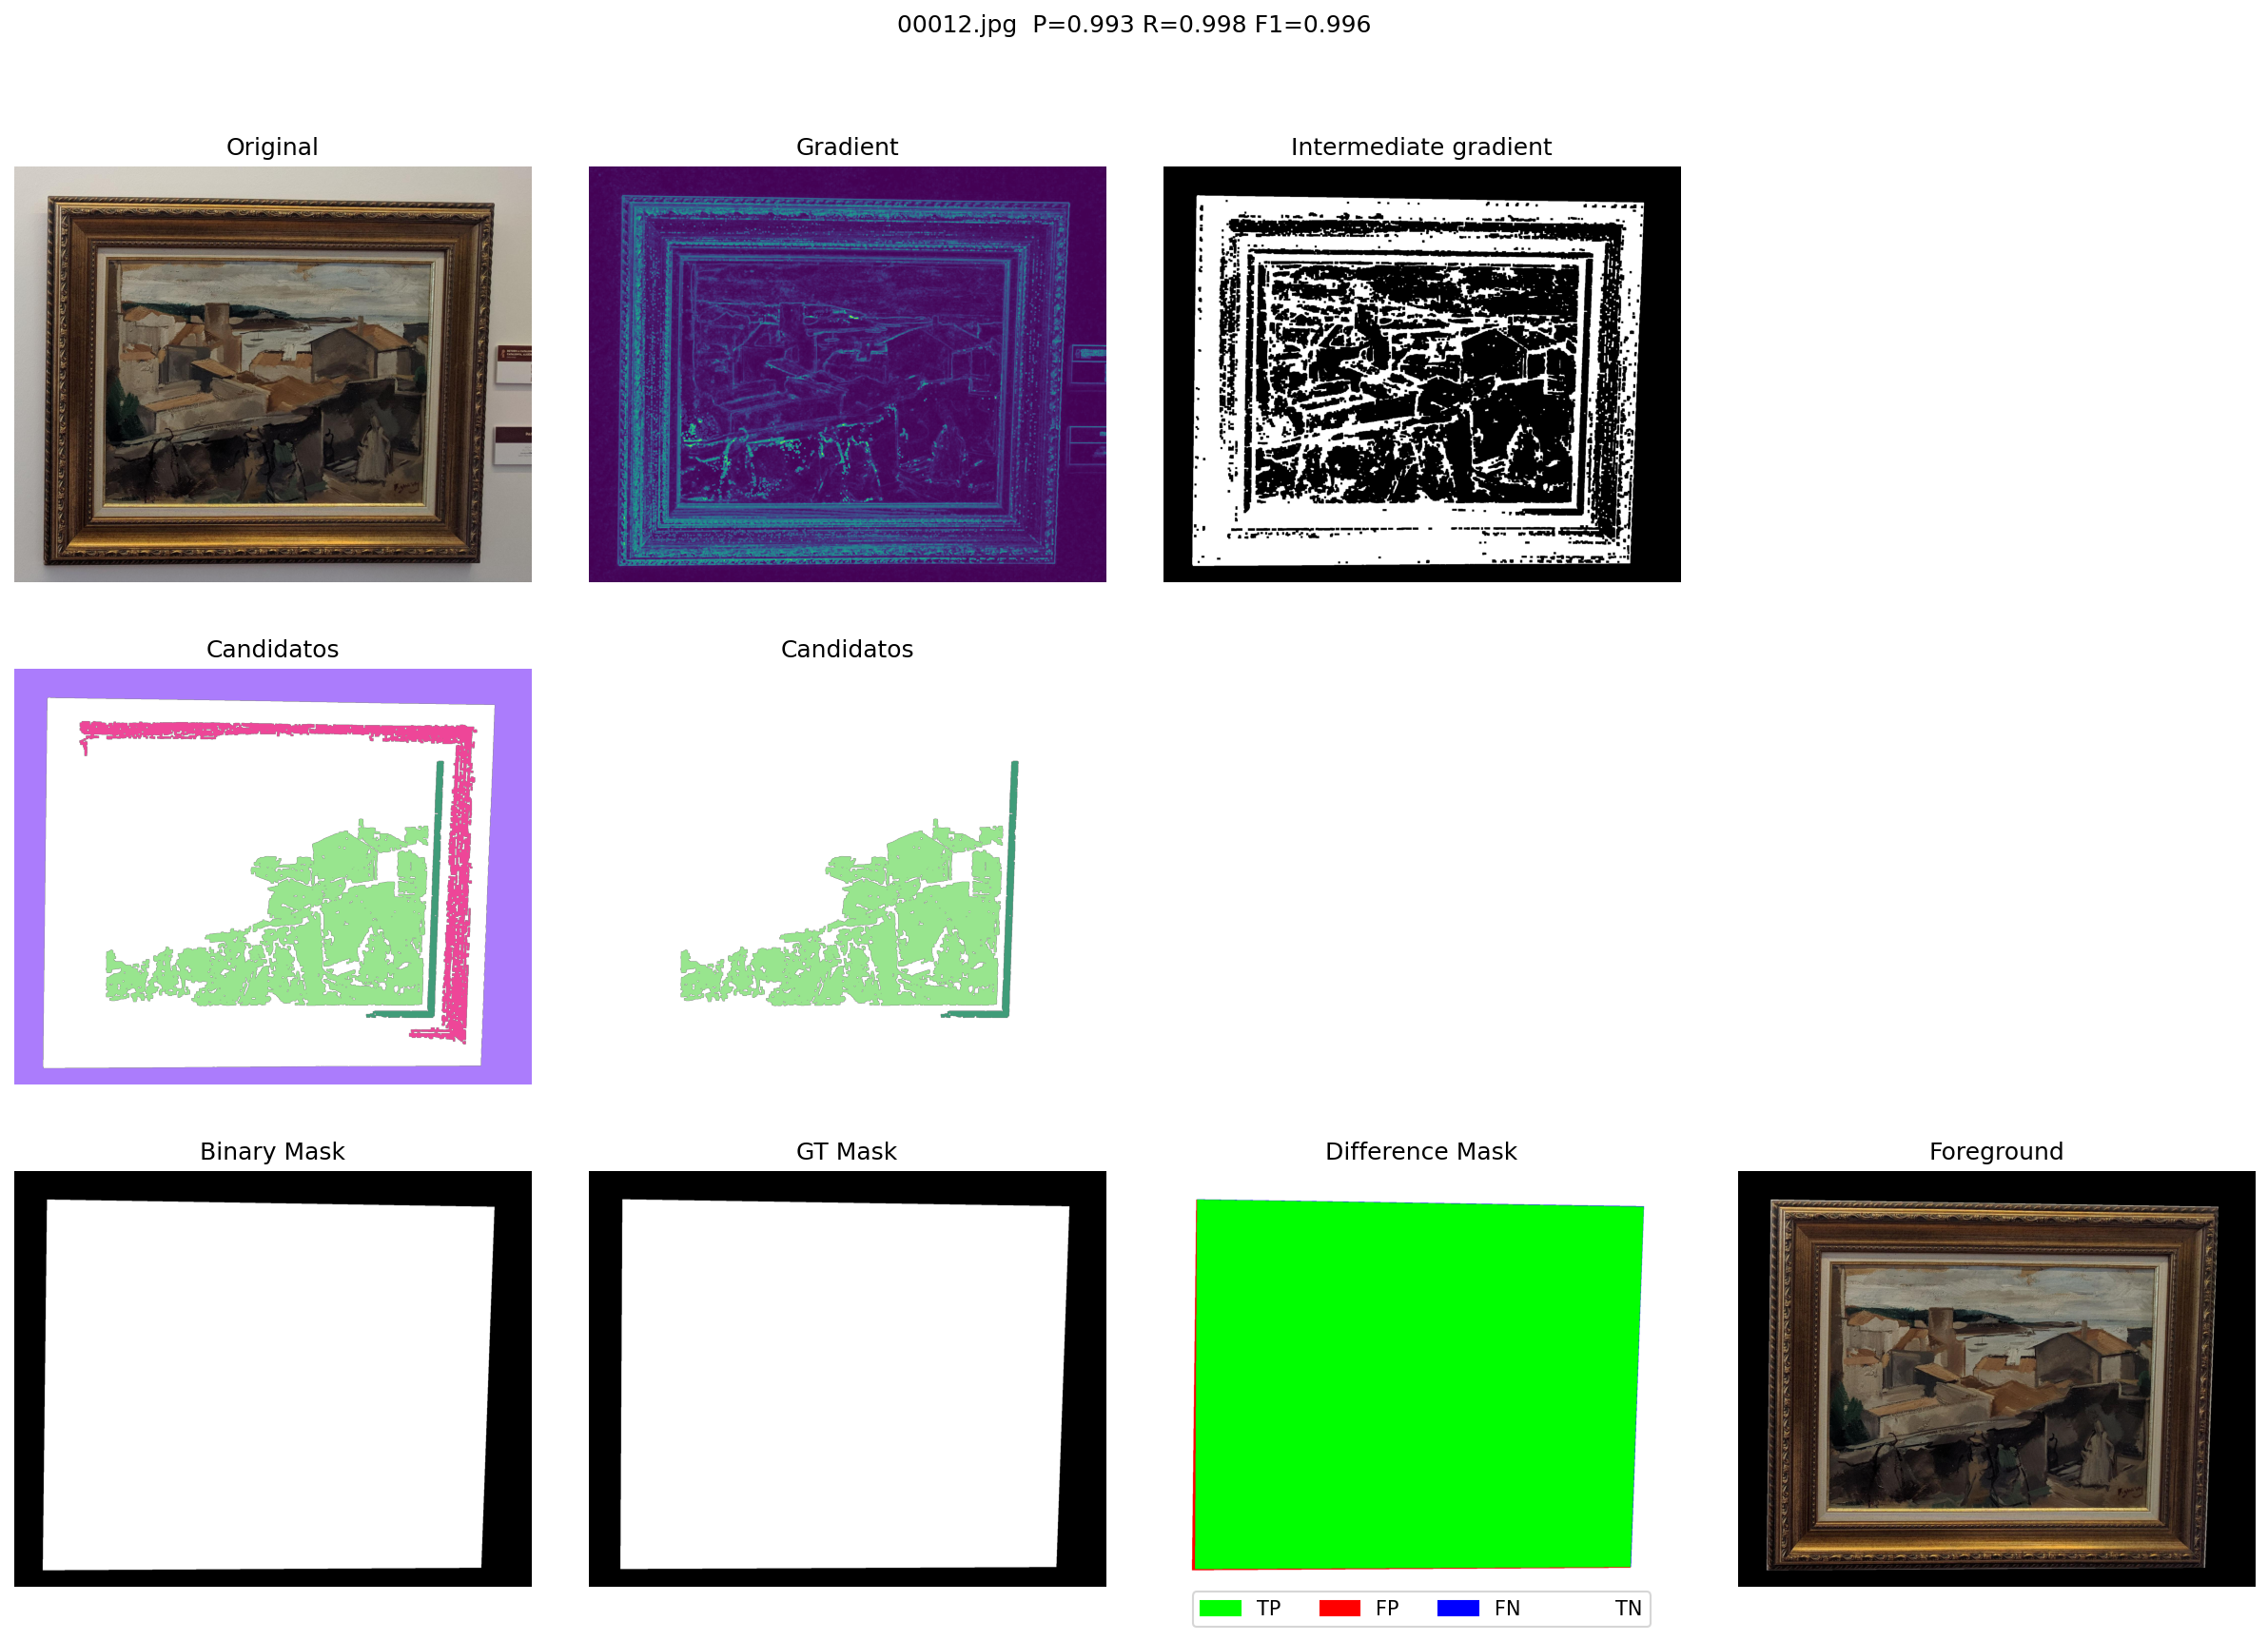 00012.jpg  P=0.993 R=0.998 F1=0.996
Original
Gradient
Intermediate gradient
Candidatos
Candidatos
Binary Mask
GT Mask
Difference Mask
Foreground
TP
FP
FN
TN